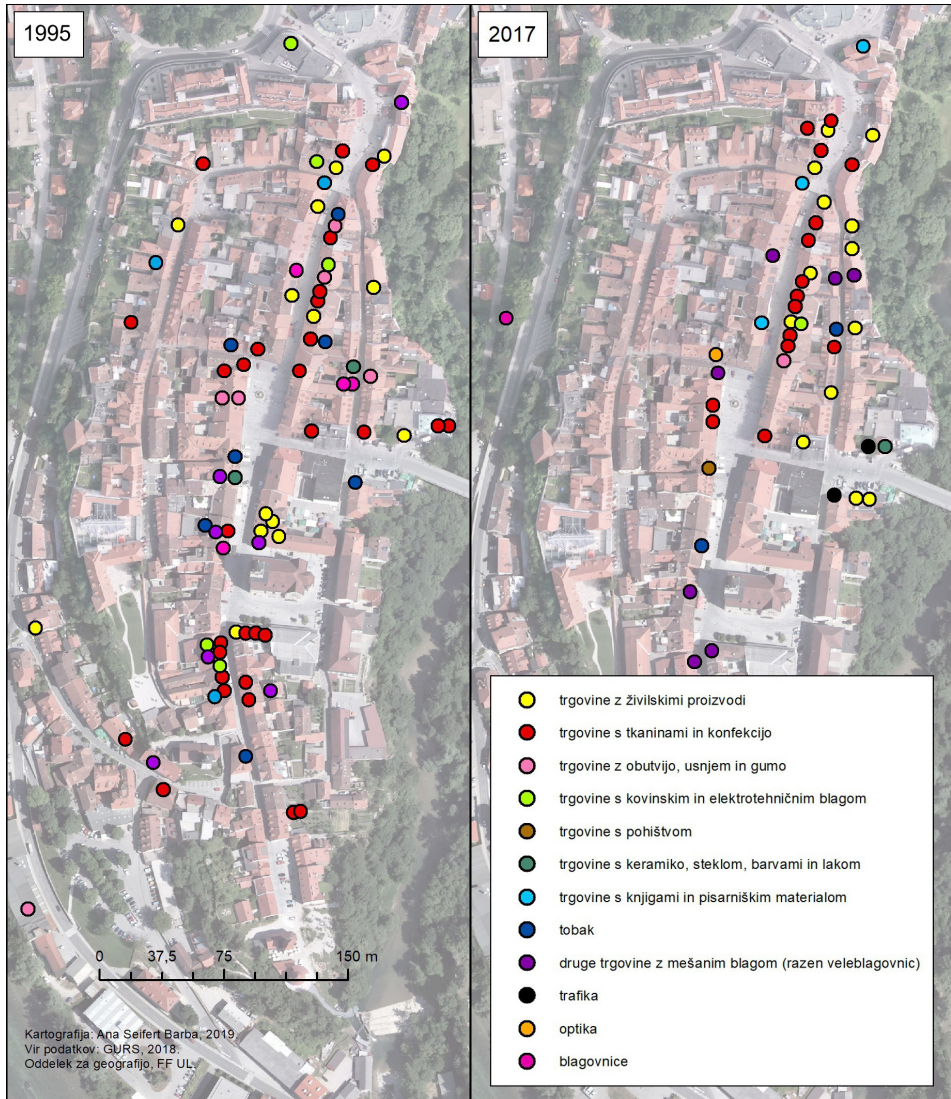 1995
2017
trgovine z živilskimi proizvodi
trgovine s tkaninami in konfekcijo
trgovine z obutvijo, usnjem in gumo
trgovine s kovinskim in elektrotehničnim blagom
trgovine s pohištvom
trgovine s keramiko, steklom, barvami in lakom
trgovine s knjigami in pisarniškim materialom
tobak
druge trgovine z mešanim blagom (razen veleblagovnic)
trafika
optika
blagovnice
0 37,5 75 150 m
Kartografija: Ana Seifert Barba, 2019.
Vir podatkov: GURS, 2018.
Oddelek za geografijo, FF UL.